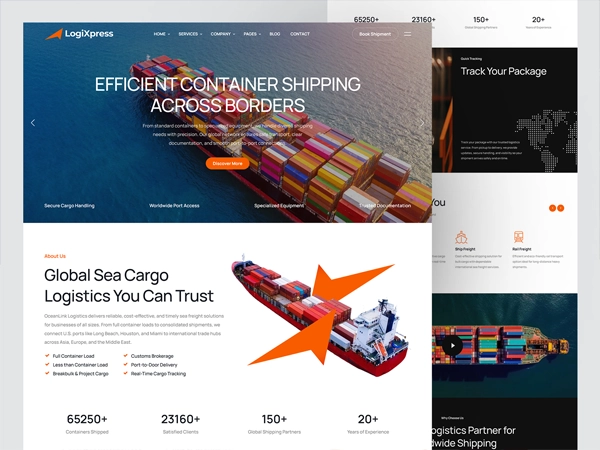 LogiXpress
HOME SERVICES COMPANY PAGES BLOG CONTACT
Book Shipment
EFFICIENT CONTAINER SHIPPING
ACROSS BORDERS
From standard containers to specialized equipment, we handle diverse shipping
needs with precision. Our global network ensures safe transport, clear
documentation, and smooth port-to-port connections.
Discover More
Secure Cargo Handling
Worldwide Port Access
Specialized Equipment
Trusted Documentation
About Us
Global Sea Cargo
Logistics You Can Trust
OceanLink Logistics delivers reliable, cost-effective, and timely sea freight solutions
for businesses of all sizes. From full container loads to consolidated shipments, we
connect U.S. ports like Long Beach, Houston, and Miami to international trade hubs
across Asia, Europe, and the Middle East.
Full Container Load
Less than Container Load
Breakbulk & Project Cargo
Customs Brokerage
Port-to-Door Delivery
Real-Time Cargo Tracking
65250+
Containers Shipped
23160+
Satisfied Clients
150+
Global Shipping Partners
20+
Years of Experience
65250+
Containers Shipped
23160+
Satisfied Clients
150+
Global Shipping Partners
20+
Years of Experience
Quick Tracking
Track Your Package
You
Ship Freight
Rail Freight
Why Choose Us
ogistics Partner for
dwide Shipping